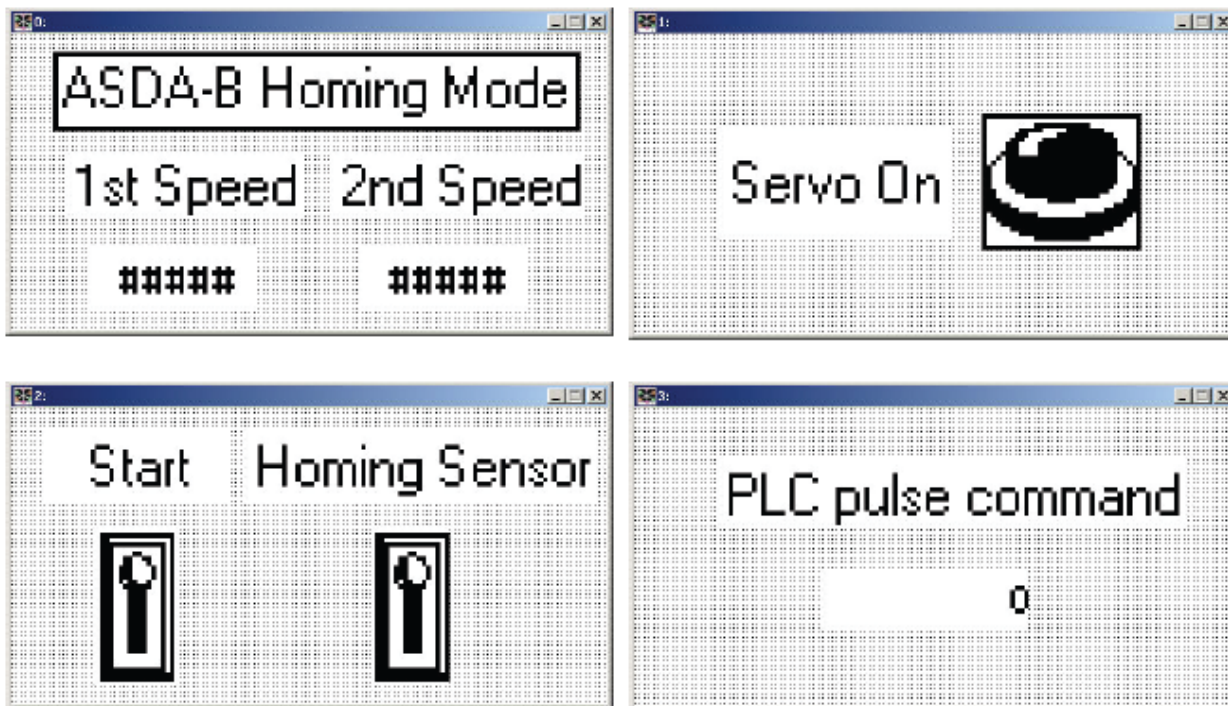 0:
ASDA-B Homing Mode
1st Speed 2nd Speed
##### #####
1:
Servo On
2:
Start Homing Sensor
3:
PLC pulse command
0